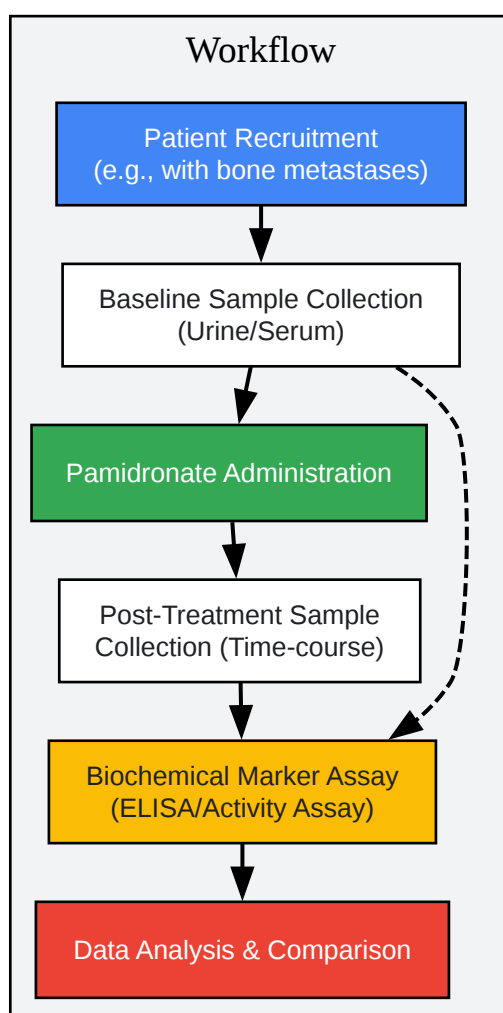 Workflow
Patient Recruitment
(e.g., with bone metastases)
Baseline Sample Collection
(Urine/Serum)
Pamidronate Administration
Post-Treatment Sample
Collection (Time-course)
Biochemical Marker Assay
(ELISA/Activity Assay)
Data Analysis & Comparison